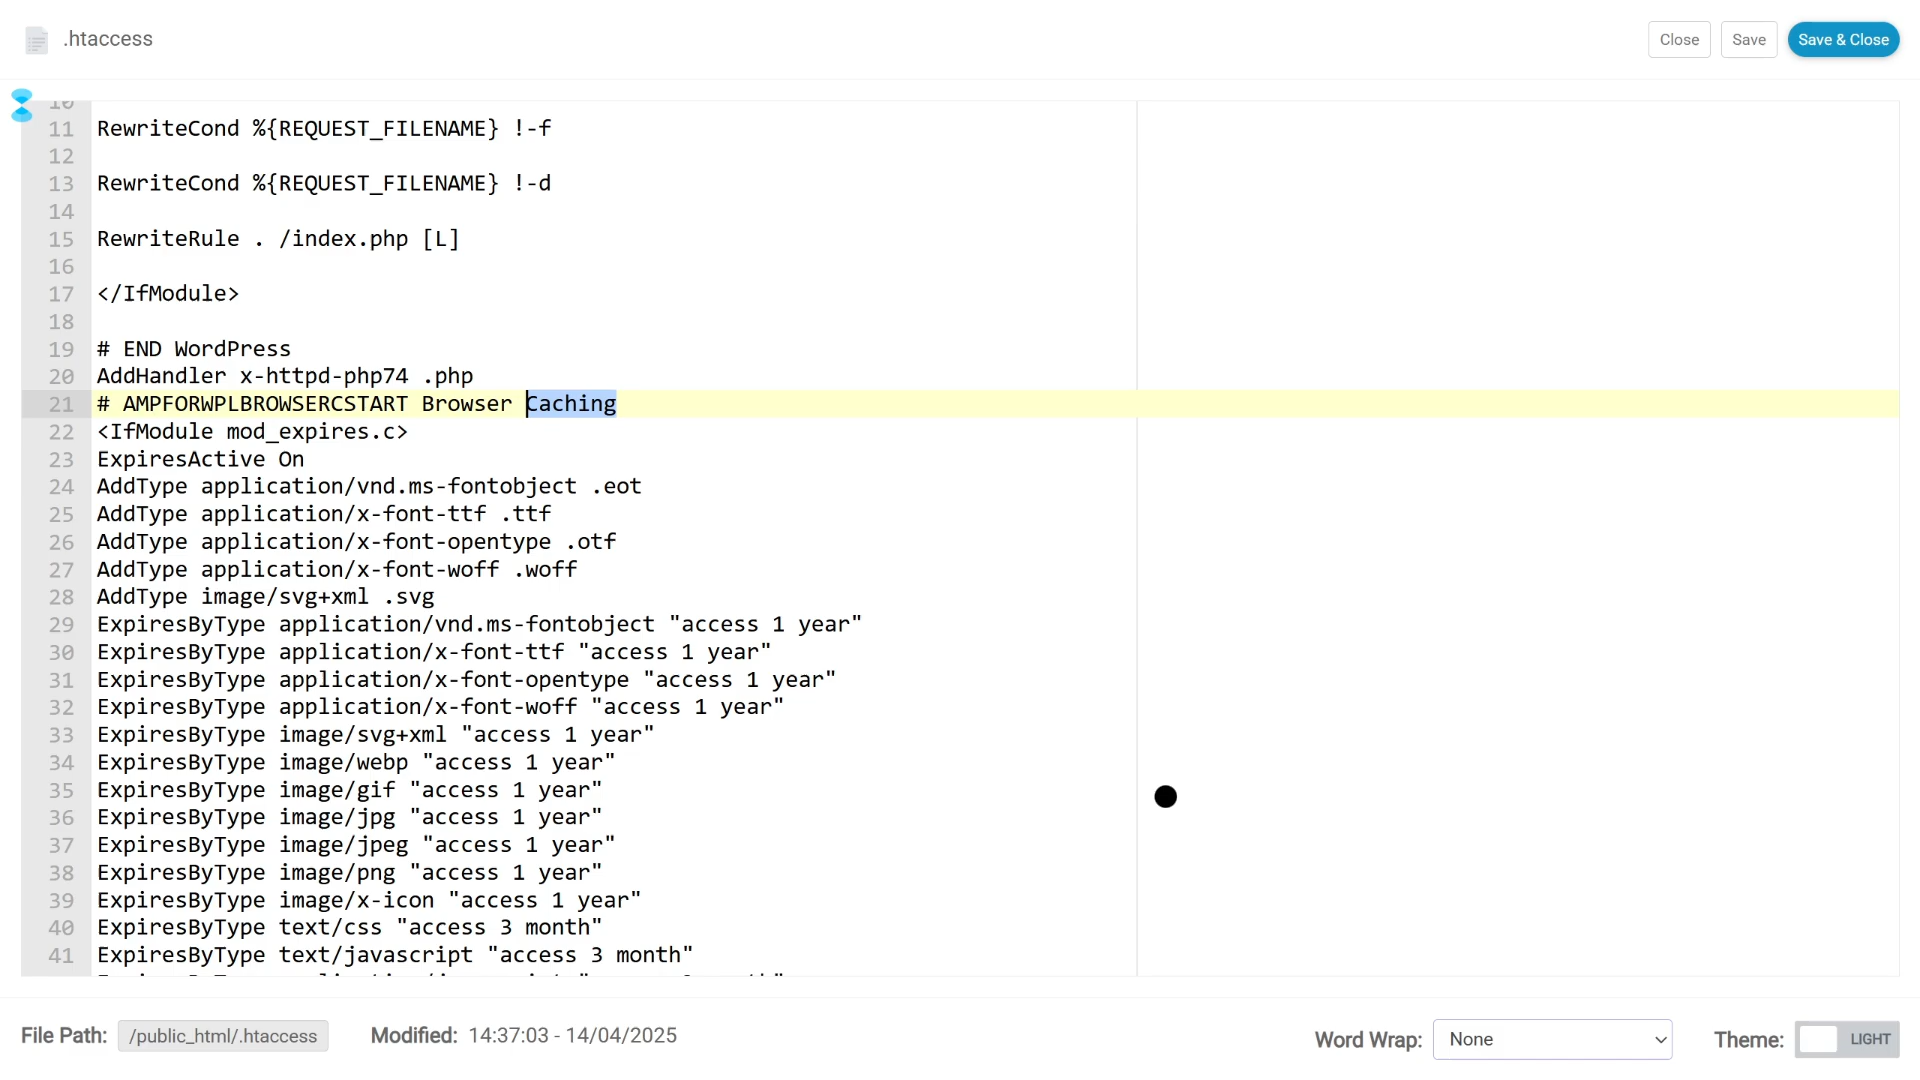 .htaccess
Close
Save
Save & Close
10
11 RewriteCond %{REQUEST_FILENAME} !-f
12
13 RewriteCond %{REQUEST_FILENAME} !-d
14
15 RewriteRule . /index.php [L]
16
17 </IfModule>
18
19 # END WordPress
20 AddHandler x-httpd-php74 .php
21 # AMPFORWPLBROWSERCSTART Browser Caching
22 <IfModule mod_expires.c>
23 ExpiresActive On
24 AddType application/vnd.ms-fontobject .eot
25 AddType application/x-font-ttf .ttf
26 AddType application/x-font-opentype .otf
27 AddType application/x-font-woff .woff
28 AddType image/svg+xml .svg
29 ExpiresByType application/vnd.ms-fontobject "access 1 year"
30 ExpiresByType application/x-font-ttf "access 1 year"
31 ExpiresByType application/x-font-opentype "access 1 year"
32 ExpiresByType application/x-font-woff "access 1 year"
33 ExpiresByType image/svg+xml "access 1 year"
34 ExpiresByType image/webp "access 1 year"
35 ExpiresByType image/gif "access 1 year"
36 ExpiresByType image/jpg "access 1 year"
37 ExpiresByType image/jpeg "access 1 year"
38 ExpiresByType image/png "access 1 year"
39 ExpiresByType image/x-icon "access 1 year"
40 ExpiresByType text/css "access 3 month"
41 ExpiresByType text/javascript "access 3 month"
File Path: /public_html/.htaccess
Modified: 14:37:03 - 14/04/2025
Word Wrap: None
Theme: LIGHT